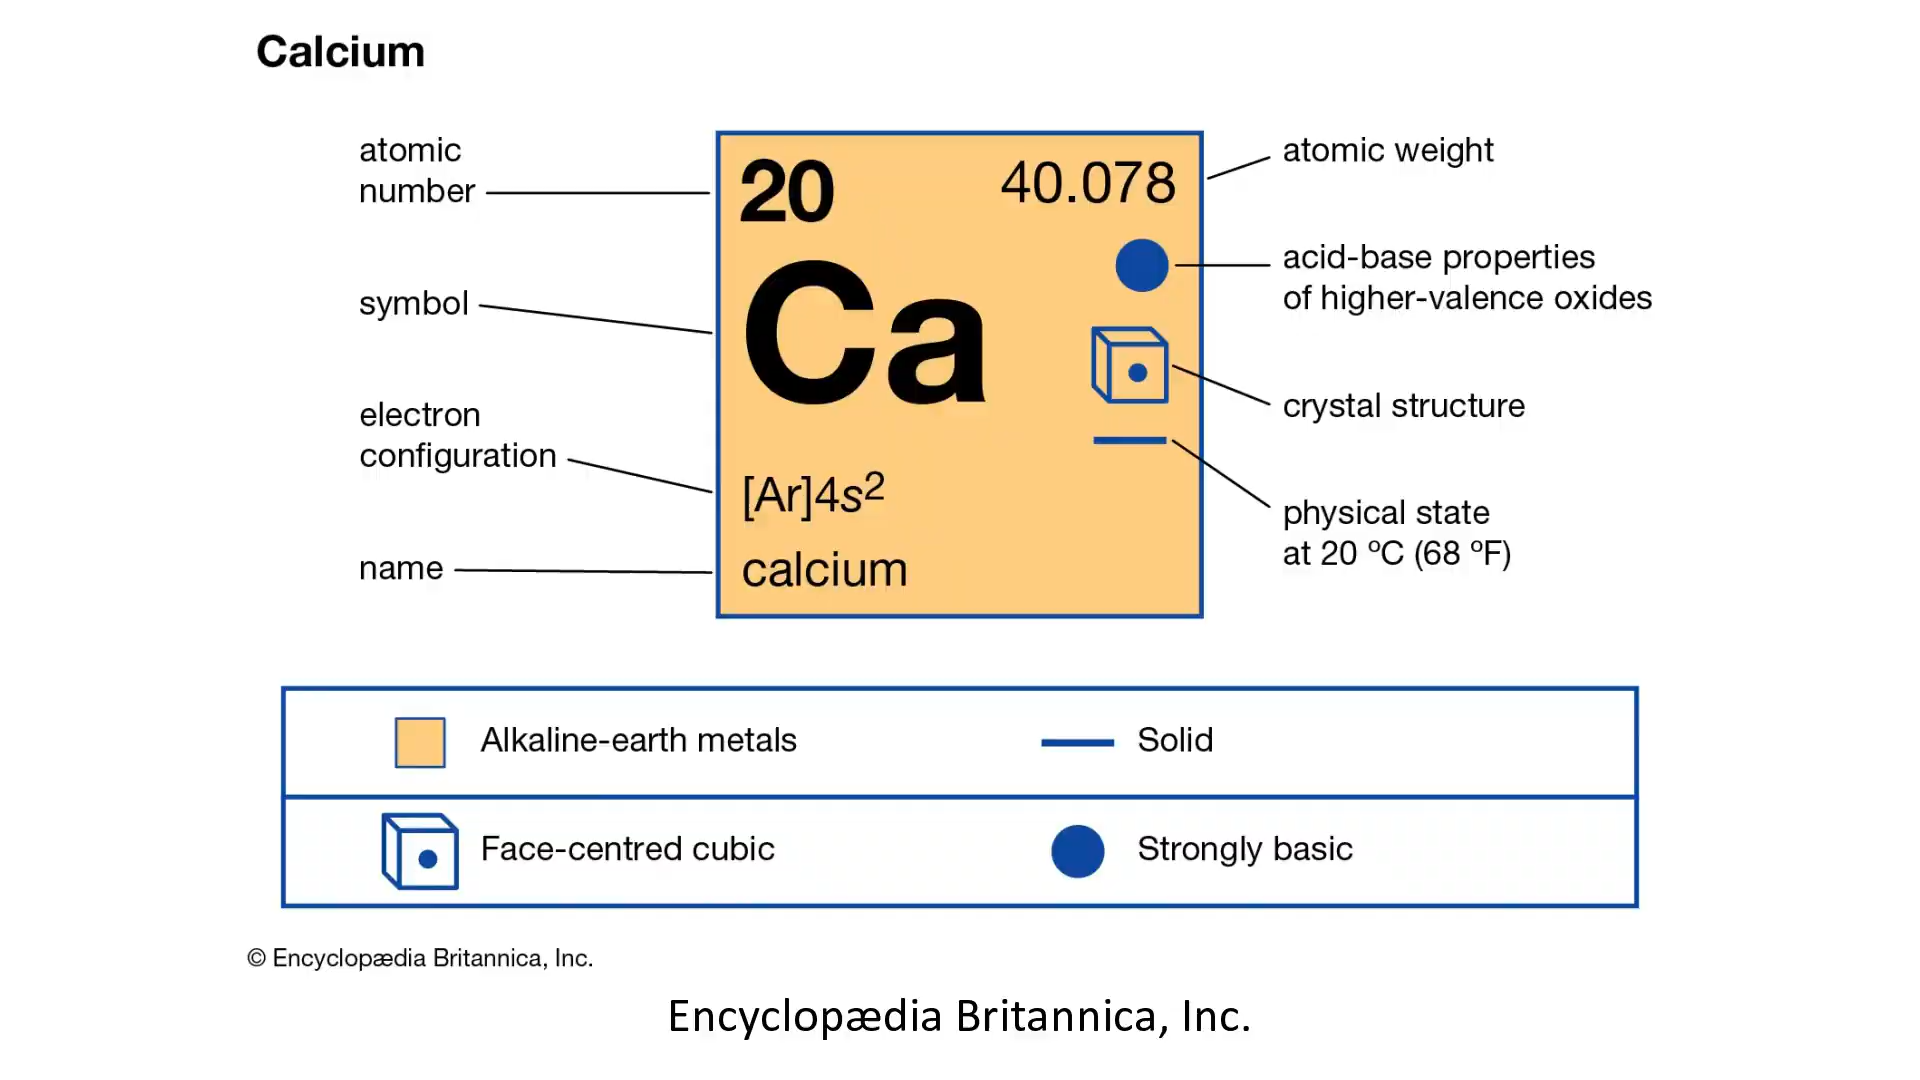 Calcium
atomic
number
symbol
electron
configuration
name
20
40.078
Ca
[Ar]4s²
calcium
atomic weight
acid-base properties
of higher-valence oxides
crystal structure
physical state
at 20 ºC (68 ºF)
Alkaline-earth metals
Solid
Face-centred cubic
Strongly basic
© Encyclopædia Britannica, Inc.
Encyclopædia Britannica, Inc.